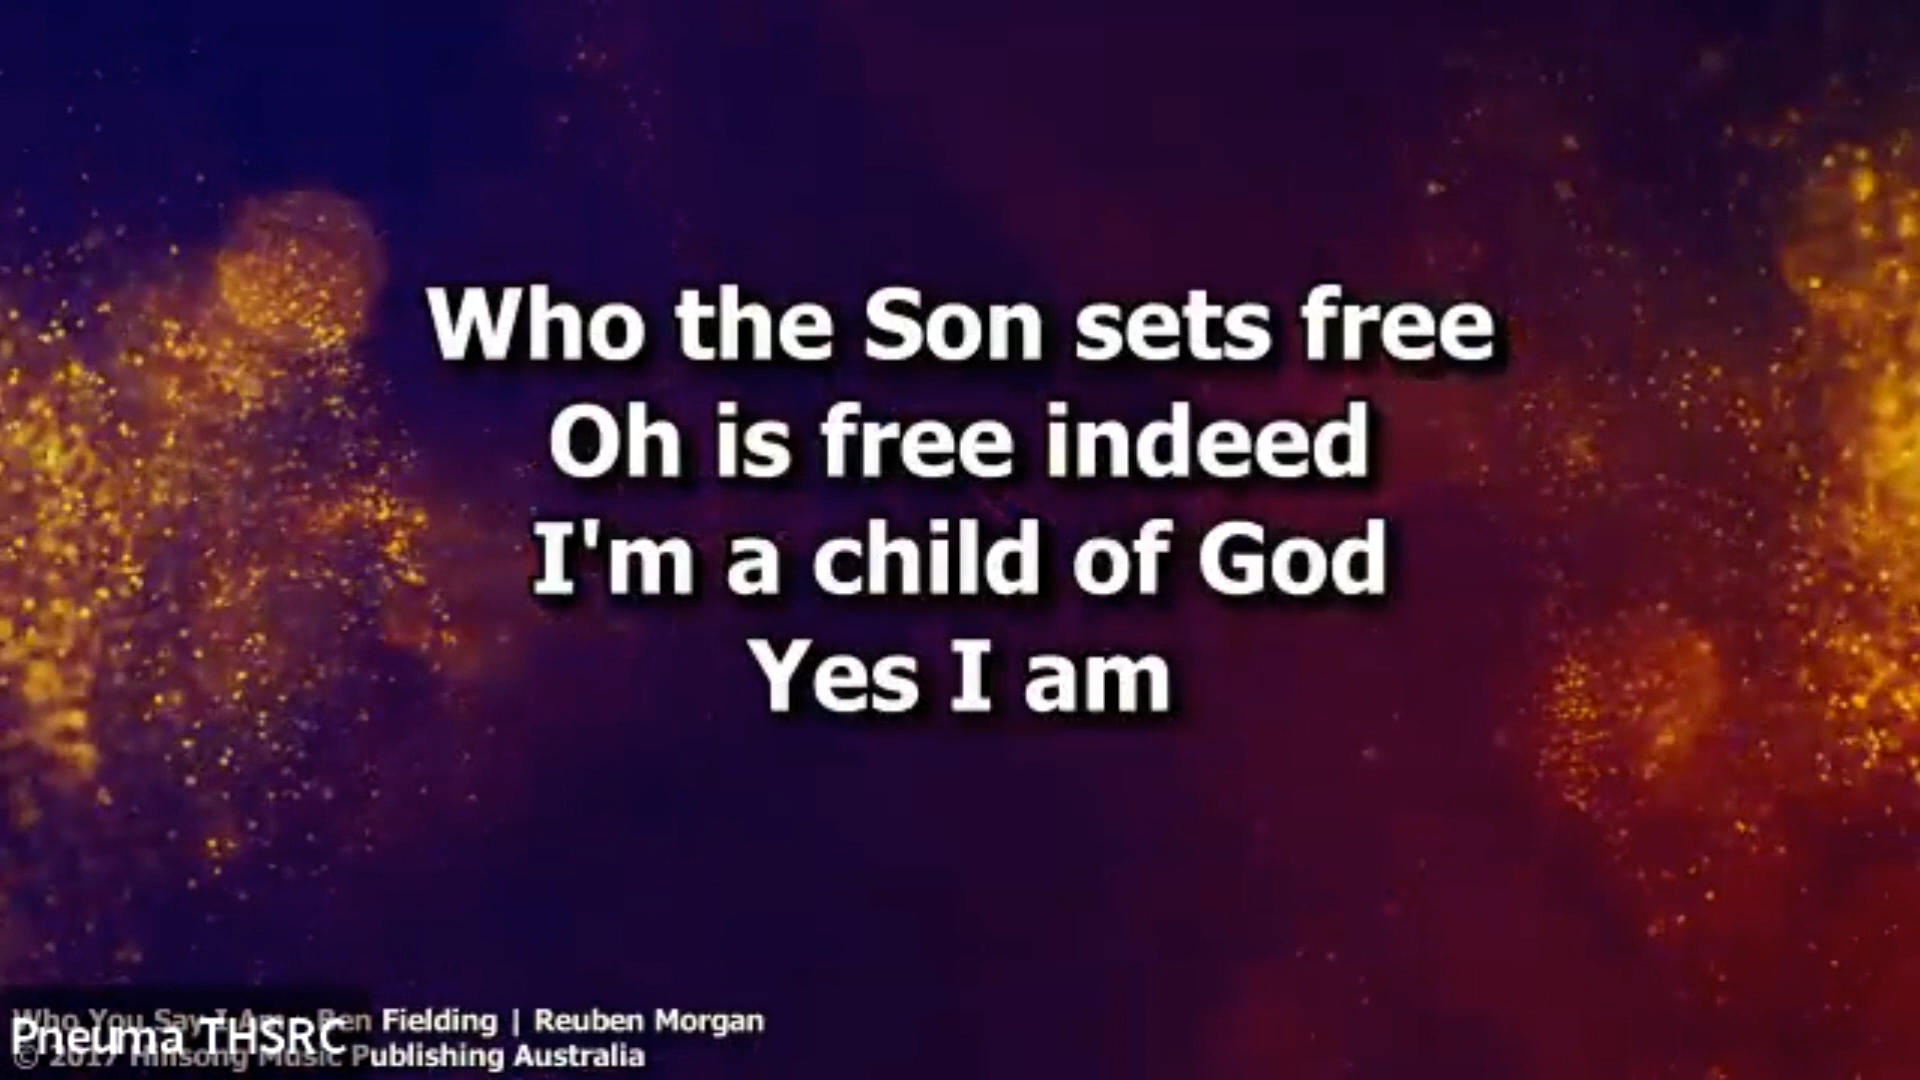 Who the Son sets free
Oh is free indeed
I'm a child of God
Yes I am
Who You Say I Am - Ben Fielding | Reuben Morgan
Pneuma THSRC
© 2017 Hillsong Music Publishing Australia